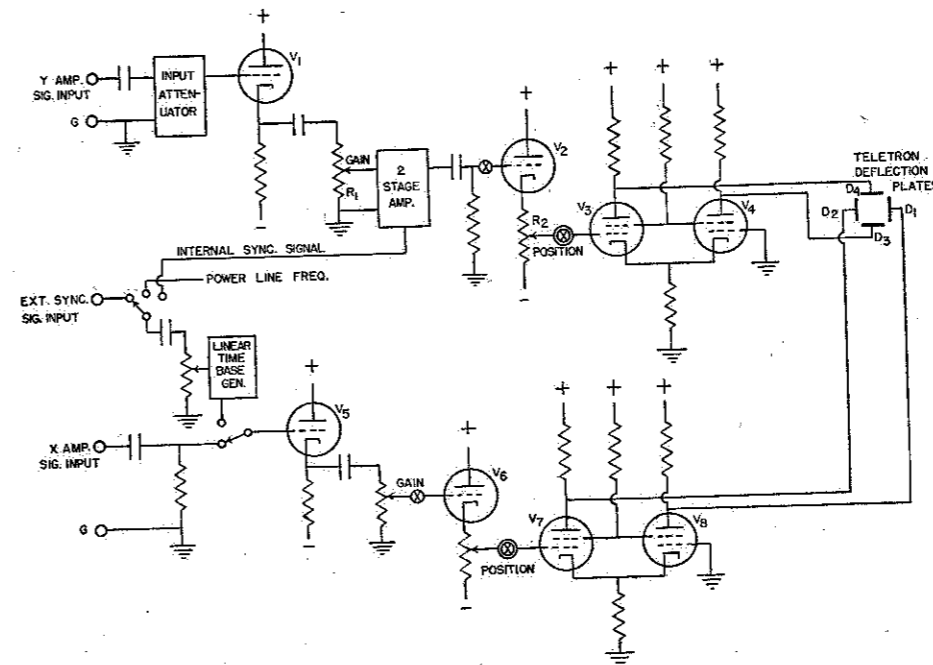 Y AMP.
SIG. INPUT
G
INPUT
ATTEN-
UATOR
+
V1
−
GAIN
R1
2
STAGE
AMP.
+
V2
R2
POSITION
−
+ + +
V3
V4
TELETRON
DEFLECTION
PLATES
D4
D2
D1
D3
INTERNAL SYNC. SIGNAL
POWER LINE FREQ.
EXT. SYNC.
SIG. INPUT
LINEAR
TIME
BASE
GEN.
X AMP.
SIG. INPUT
G
+
V5
−
GAIN
+
V6
POSITION
−
+ + +
V7
V8